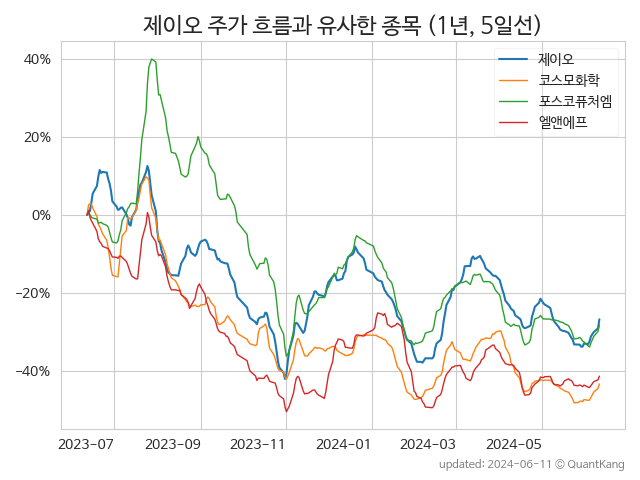 제이오 주가 흐름과 유사한 종목 (1년, 5일선)
제이오
코스모화학
포스코퓨처엠
엘앤에프
40%
20%
0%
−20%
−40%
2023-07
2023-09
2023-11
2024-01
2024-03
2024-05
updated: 2024-06-11 © QuantKang